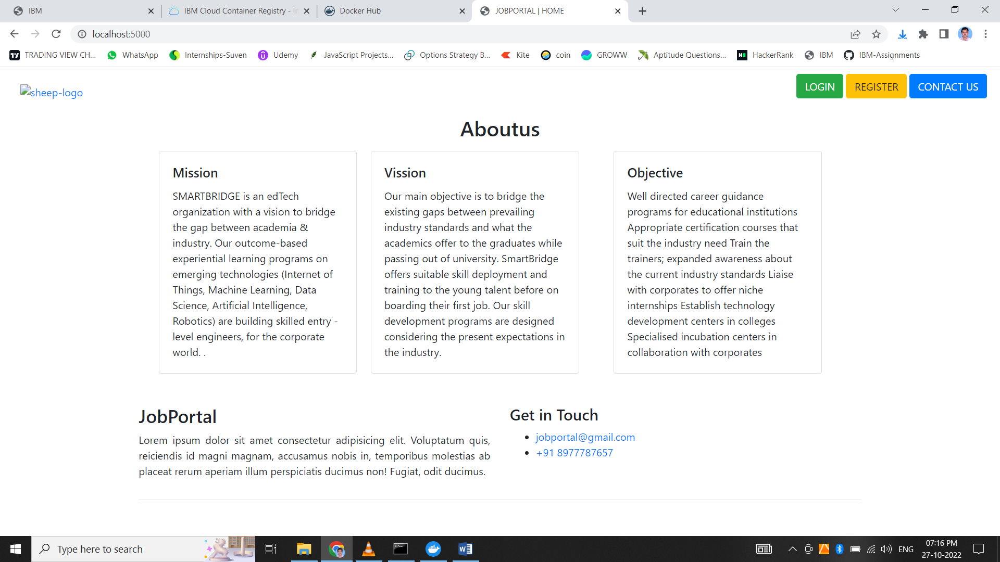 IBM
IBM Cloud Container Registry - In
Docker Hub
JOBPORTAL | HOME
localhost:5000
TRADING VIEW CH...
WhatsApp
Internships-Suven
Udemy
JavaScript Projects...
Options Strategy B...
Kite
coin
GROWW
Aptitude Questions...
HackerRank
IBM
IBM-Assignments
sheep-logo
LOGIN
REGISTER
CONTACT US
Aboutus
Mission
SMARTBRIDGE is an edTech
organization with a vision to bridge
the gap between academia &
industry. Our outcome-based
experiential learning programs on
emerging technologies (Internet of
Things, Machine Learning, Data
Science, Artificial Intelligence,
Robotics) are building skilled entry -
level engineers, for the corporate
world. .
Vission
Our main objective is to bridge the
existing gaps between prevailing
industry standards and what the
academics offer to the graduates while
passing out of university. SmartBridge
offers suitable skill deployment and
training to the young talent before on
boarding their first job. Our skill
development programs are designed
considering the present expectations in
the industry.
Objective
Well directed career guidance
programs for educational institutions
Appropriate certification courses that
suit the industry need Train the
trainers; expanded awareness about
the current industry standards Liaise
with corporates to offer niche
internships Establish technology
development centers in colleges
Specialised incubation centers in
collaboration with corporates
JobPortal
Lorem ipsum dolor sit amet consectetur adipisicing elit. Voluptatum quis,
reiciendis id magni magnam, accusamus nobis in, temporibus molestias ab
placeat rerum aperiam illum perspiciatis ducimus non! Fugiat, odit ducimus.
Get in Touch
jobportal@gmail.com
+91 8977787657
Type here to search
ENG
07:16 PM
27-10-2022